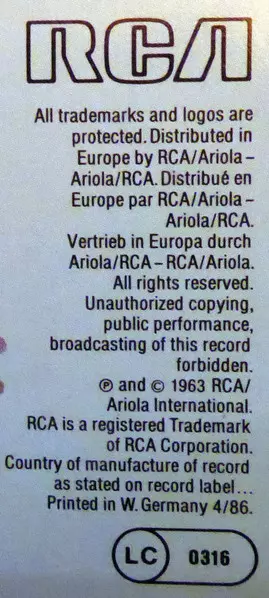 RCA
All trademarks and logos are
protected. Distributed in
Europe by RCA/Ariola –
Ariola/RCA. Distribué en
Europe par RCA/Ariola –
Ariola/RCA.
Vertrieb in Europa durch
Ariola/RCA – RCA/Ariola.
All rights reserved.
Unauthorized copying,
public performance,
broadcasting of this record
forbidden.
℗ and © 1963 RCA/
Ariola International.
RCA is a registered Trademark
of RCA Corporation.
Country of manufacture of record
as stated on record label...
Printed in W. Germany 4/86.
LC 0316